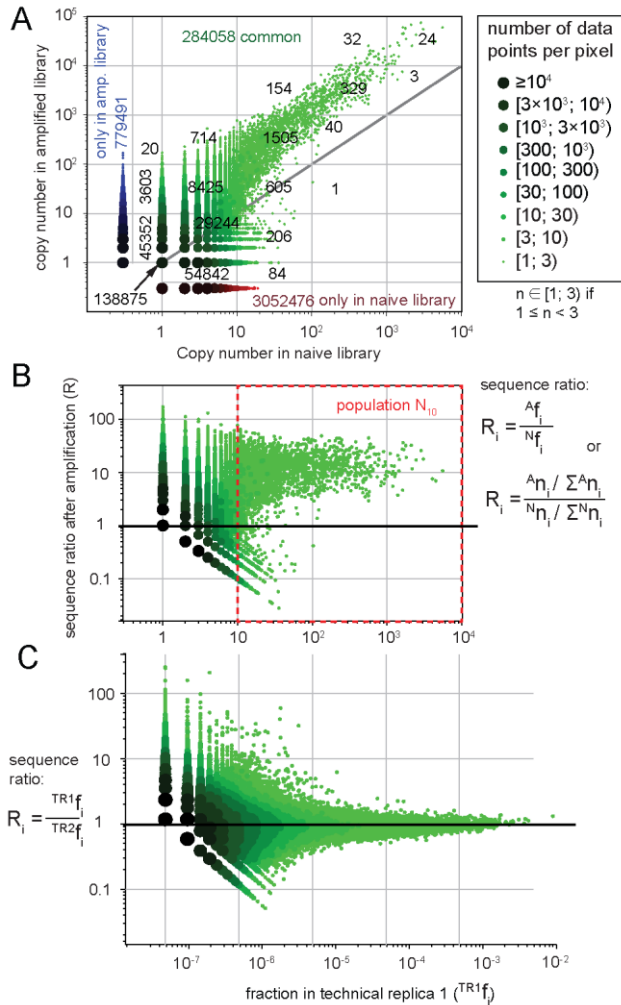 A
284058 common
32
24
3
154
329
40
714
1505
20
1
8425
605
3603
29244
206
45352
54842
84
138875
3052476 only in naive library
only in amp. library
779491
copy number in amplified library
10⁵
10⁴
10³
10²
10
1
1
10
10²
10³
10⁴
Copy number in naive library
number of data
points per pixel
≥10⁴
[3×10³; 10⁴)
[10³; 3×10³)
[300; 10³)
[100; 300)
[30; 100)
[10; 30)
[3; 10)
[1; 3)
n ∈ [1; 3) if
1 ≤ n < 3
B
population N₁₀
sequence ratio after amplification (R)
100
10
1
0.1
1
10
10²
10³
10⁴
sequence ratio:
Rᵢ = ᴬfᵢ / ᴺfᵢ
or
Rᵢ = ᴬnᵢ / Σᴬnᵢ
ᴺnᵢ / Σᴺnᵢ
C
sequence
ratio:
Rᵢ = ᵀᴿ¹fᵢ / ᵀᴿ²fᵢ
100
10
1
0.1
10⁻⁷
10⁻⁶
10⁻⁵
10⁻⁴
10⁻³
10⁻²
fraction in technical replica 1 (ᵀᴿ¹fᵢ)